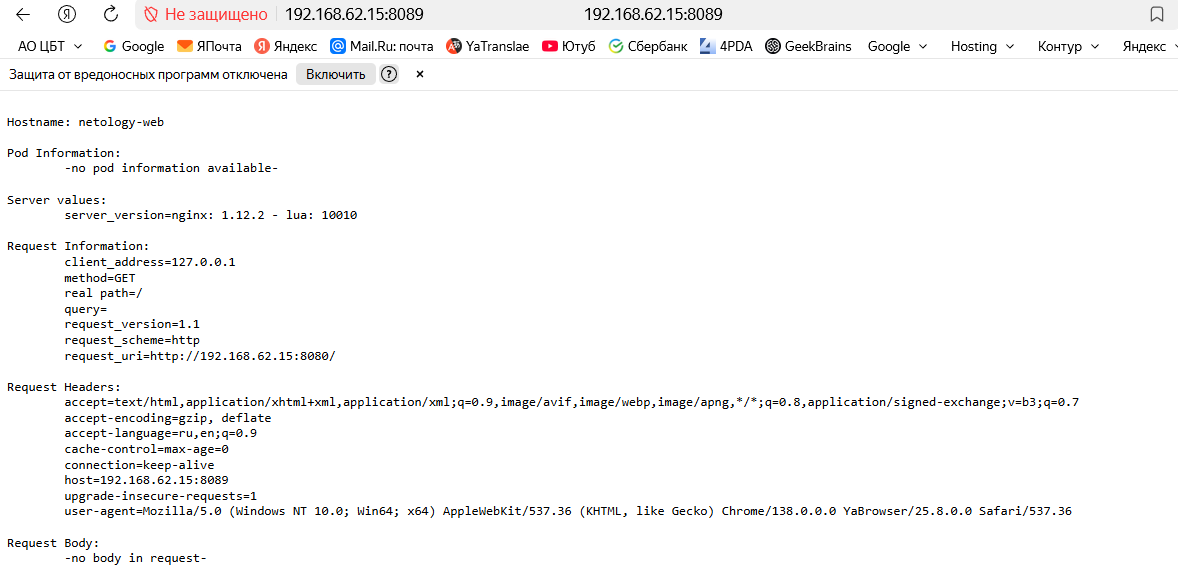 Не защищено 192.168.62.15:8089 192.168.62.15:8089
АО ЦБТ Google ЯПочта Яндекс Mail.Ru: почта YaTranslae Ютуб Сбербанк 4PDA GeekBrains Google Hosting Контур Яндекс
Защита от вредоносных программ отключена Включить ? ×
Hostname: netology-web
Pod Information:
-no pod information available-
Server values:
server_version=nginx: 1.12.2 - lua: 10010
Request Information:
client_address=127.0.0.1
method=GET
real path=/
query=
request_version=1.1
request_scheme=http
request_uri=http://192.168.62.15:8080/
Request Headers:
accept=text/html,application/xhtml+xml,application/xml;q=0.9,image/avif,image/webp,image/apng,*/*;q=0.8,application/signed-exchange;v=b3;q=0.7
accept-encoding=gzip, deflate
accept-language=ru,en;q=0.9
cache-control=max-age=0
connection=keep-alive
host=192.168.62.15:8089
upgrade-insecure-requests=1
user-agent=Mozilla/5.0 (Windows NT 10.0; Win64; x64) AppleWebKit/537.36 (KHTML, like Gecko) Chrome/138.0.0.0 YaBrowser/25.8.0.0 Safari/537.36
Request Body:
-no body in request-